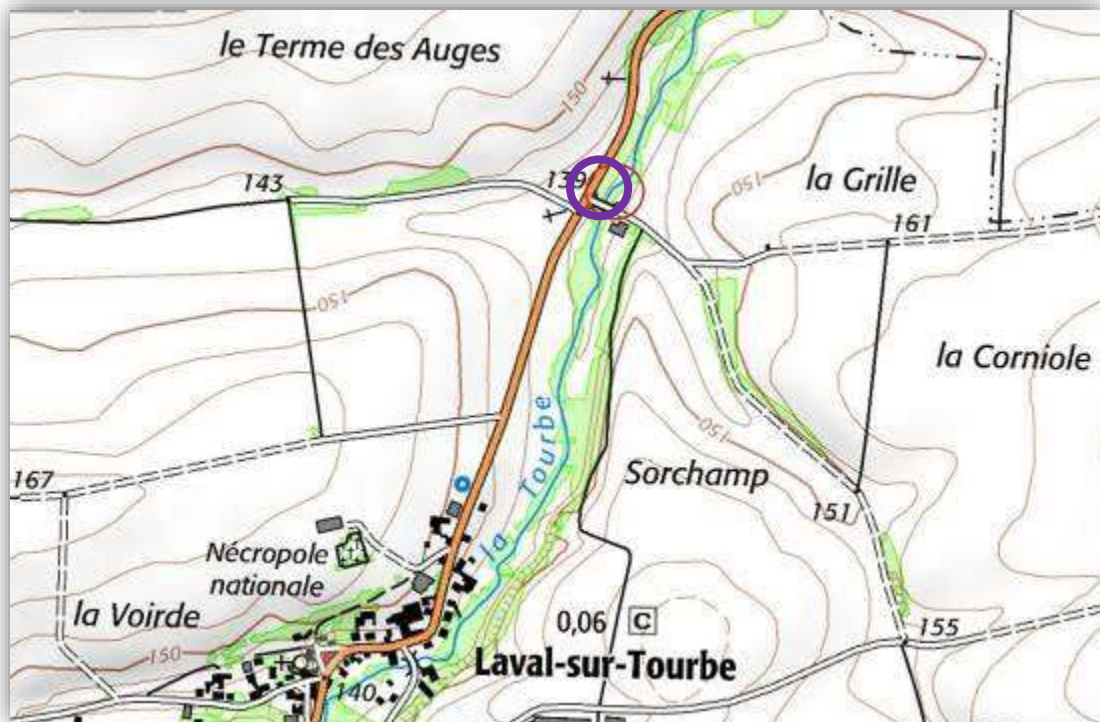 le Terme des Auges
150
143
139
150
la Grille
161
150
la Corniole
la Tourbe
150
Sorchamp
167
151
Nécropole
nationale
la Voirde
0,06 C
155
150
Laval-sur-Tourbe
140